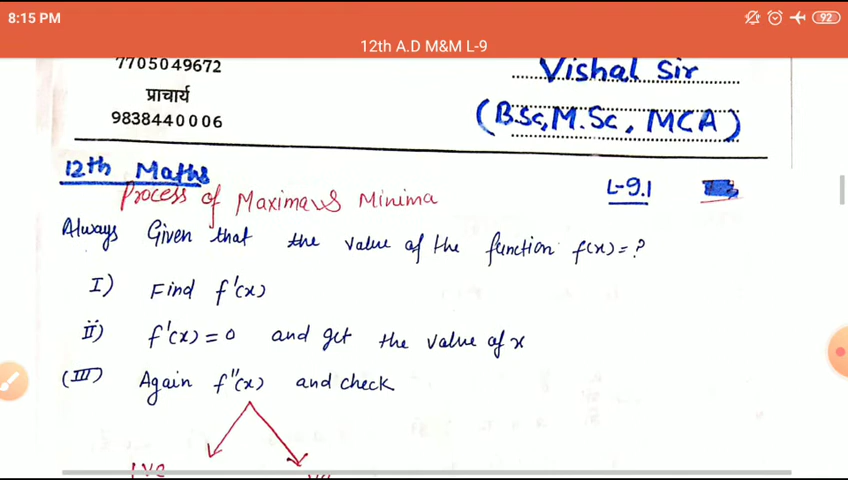 8:15 PM
92
12th A.D M&M L-9
7705049672
Vishal Sir
प्राचार्य
9838440006
(B.Sc, M.Sc, MCA)
12th Maths
Process of Maxima & Minima
L-9.1
Always Given that the value of the function f(x)=?
I) Find f'(x)
II) f'(x)=0 and get the value of x
(III) Again f''(x) and check